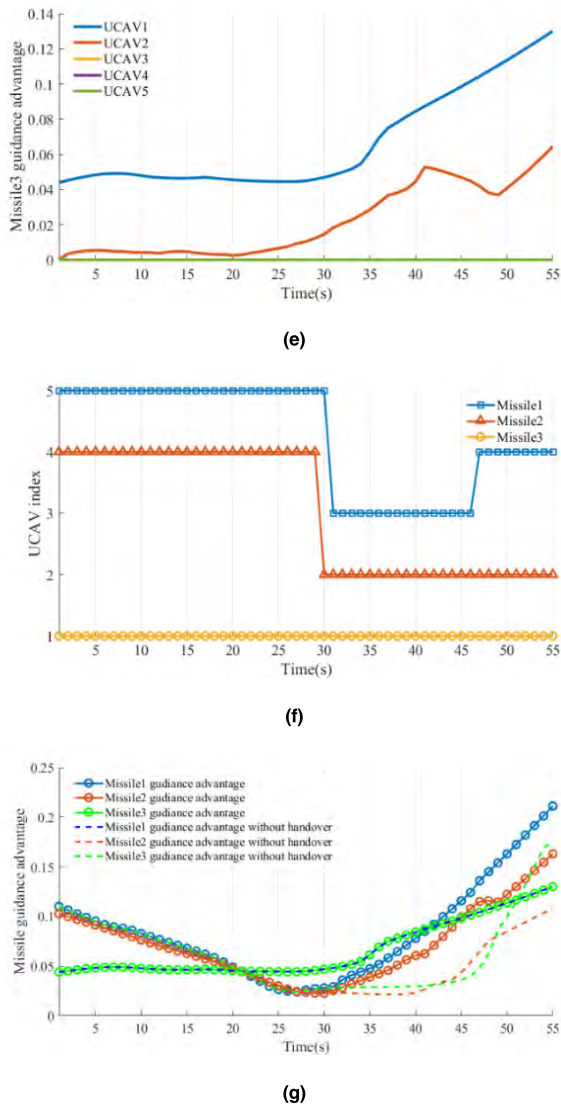 0.14
0.12
0.1
0.08
0.06
0.04
0.02
0
Missile3 guidance advantage
UCAV1
UCAV2
UCAV3
UCAV4
UCAV5
5 10 15 20 25 30 35 40 45 50 55
Time(s)
(e)
5
4
3
2
1
UCAV index
Missile1
Missile2
Missile3
5 10 15 20 25 30 35 40 45 50 55
Time(s)
(f)
0.25
0.2
0.15
0.1
0.05
0
Missile guidance advantage
Missile1 gudiance advantage
Missile2 gudiance advantage
Missile3 gudiance advantage
Missile1 gudiance advantage without handover
Missile2 gudiance advantage without handover
Missile3 gudiance advantage without handover
5 10 15 20 25 30 35 40 45 50 55
Time(s)
(g)